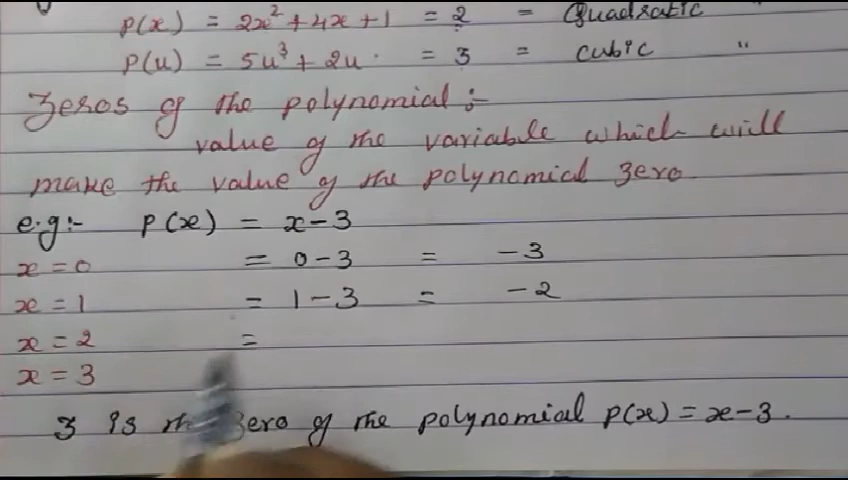 P(x) = 2x² + 4x + 1 = 2 = Quadratic
P(u) = 5u³ + 2u = 3 = cubic "
Zeros of the polynomial :-
value of the variable which will
make the value of the polynomial zero
e.g:- P(x) = x-3
x = 0 = 0-3 = -3
x = 1 = 1-3 = -2
x = 2 =
x = 3
3 is the zero of the polynomial P(x) = x-3.